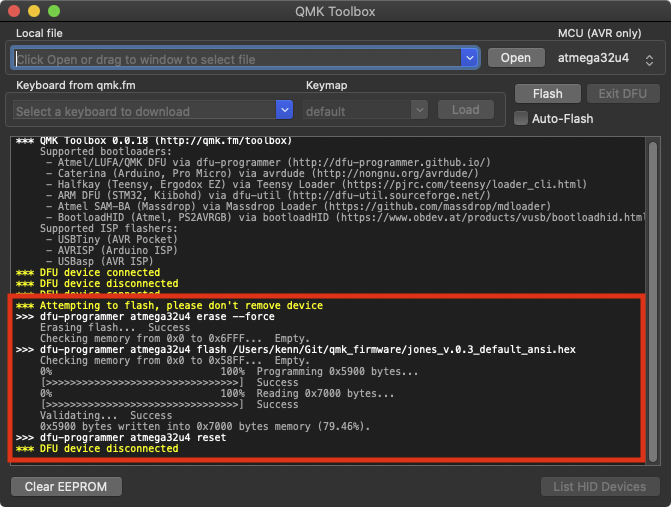 QMK Toolbox
Local file
MCU (AVR only)
Click Open or drag to window to select file
Open
atmega32u4
Keyboard from qmk.fm
Keymap
Flash
Exit DFU
Select a keyboard to download
default
Load
Auto-Flash
*** QMK Toolbox 0.0.18 (http://qmk.fm/toolbox)
Supported bootloaders:
- Atmel/LUFA/QMK DFU via dfu-programmer (http://dfu-programmer.github.io/)
- Caterina (Arduino, Pro Micro) via avrdude (http://nongnu.org/avrdude/)
- Halfkay (Teensy, Ergodox EZ) via Teensy Loader (https://pjrc.com/teensy/loader_cli.html)
- ARM DFU (STM32, Kiibohd) via dfu-util (http://dfu-util.sourceforge.net/)
- Atmel SAM-BA (Massdrop) via Massdrop Loader (https://github.com/massdrop/mdloader)
- BootloadHID (Atmel, PS2AVRGB) via bootloadHID (https://www.obdev.at/products/vusb/bootloadhid.html
Supported ISP flashers:
- USBTiny (AVR Pocket)
- AVRISP (Arduino ISP)
- USBasp (AVR ISP)
*** DFU device connected
*** DFU device disconnected
*** DFU device connected
*** Attempting to flash, please don't remove device
>>> dfu-programmer atmega32u4 erase --force
Erasing flash... Success
Checking memory from 0x0 to 0x6FFF... Empty.
>>> dfu-programmer atmega32u4 flash /Users/kenn/Git/qmk_firmware/jones_v.0.3_default_ansi.hex
Checking memory from 0x0 to 0x58FF... Empty.
0% 100% Programming 0x5900 bytes...
[>>>>>>>>>>>>>>>>>>>>>>>>>>>>>>>>] Success
0% 100% Reading 0x7000 bytes...
[>>>>>>>>>>>>>>>>>>>>>>>>>>>>>>>>] Success
Validating... Success
0x5900 bytes written into 0x7000 bytes memory (79.46%).
>>> dfu-programmer atmega32u4 reset
*** DFU device disconnected
Clear EEPROM
List HID Devices